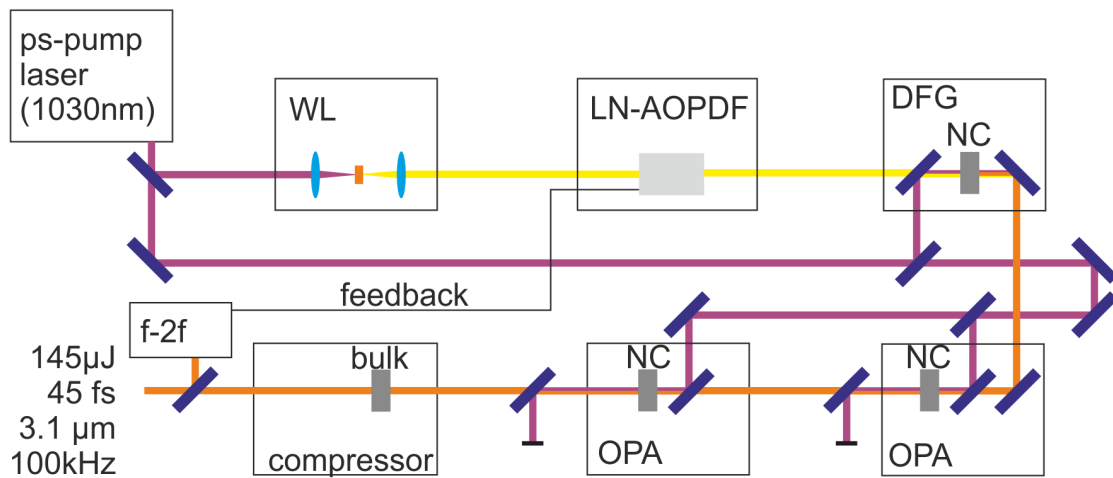 ps-pump
laser
(1030nm)
WL
LN-AOPDF
DFG
NC
feedback
f-2f
145µJ
45 fs
3.1 µm
100kHz
bulk
compressor
NC
OPA
NC
OPA